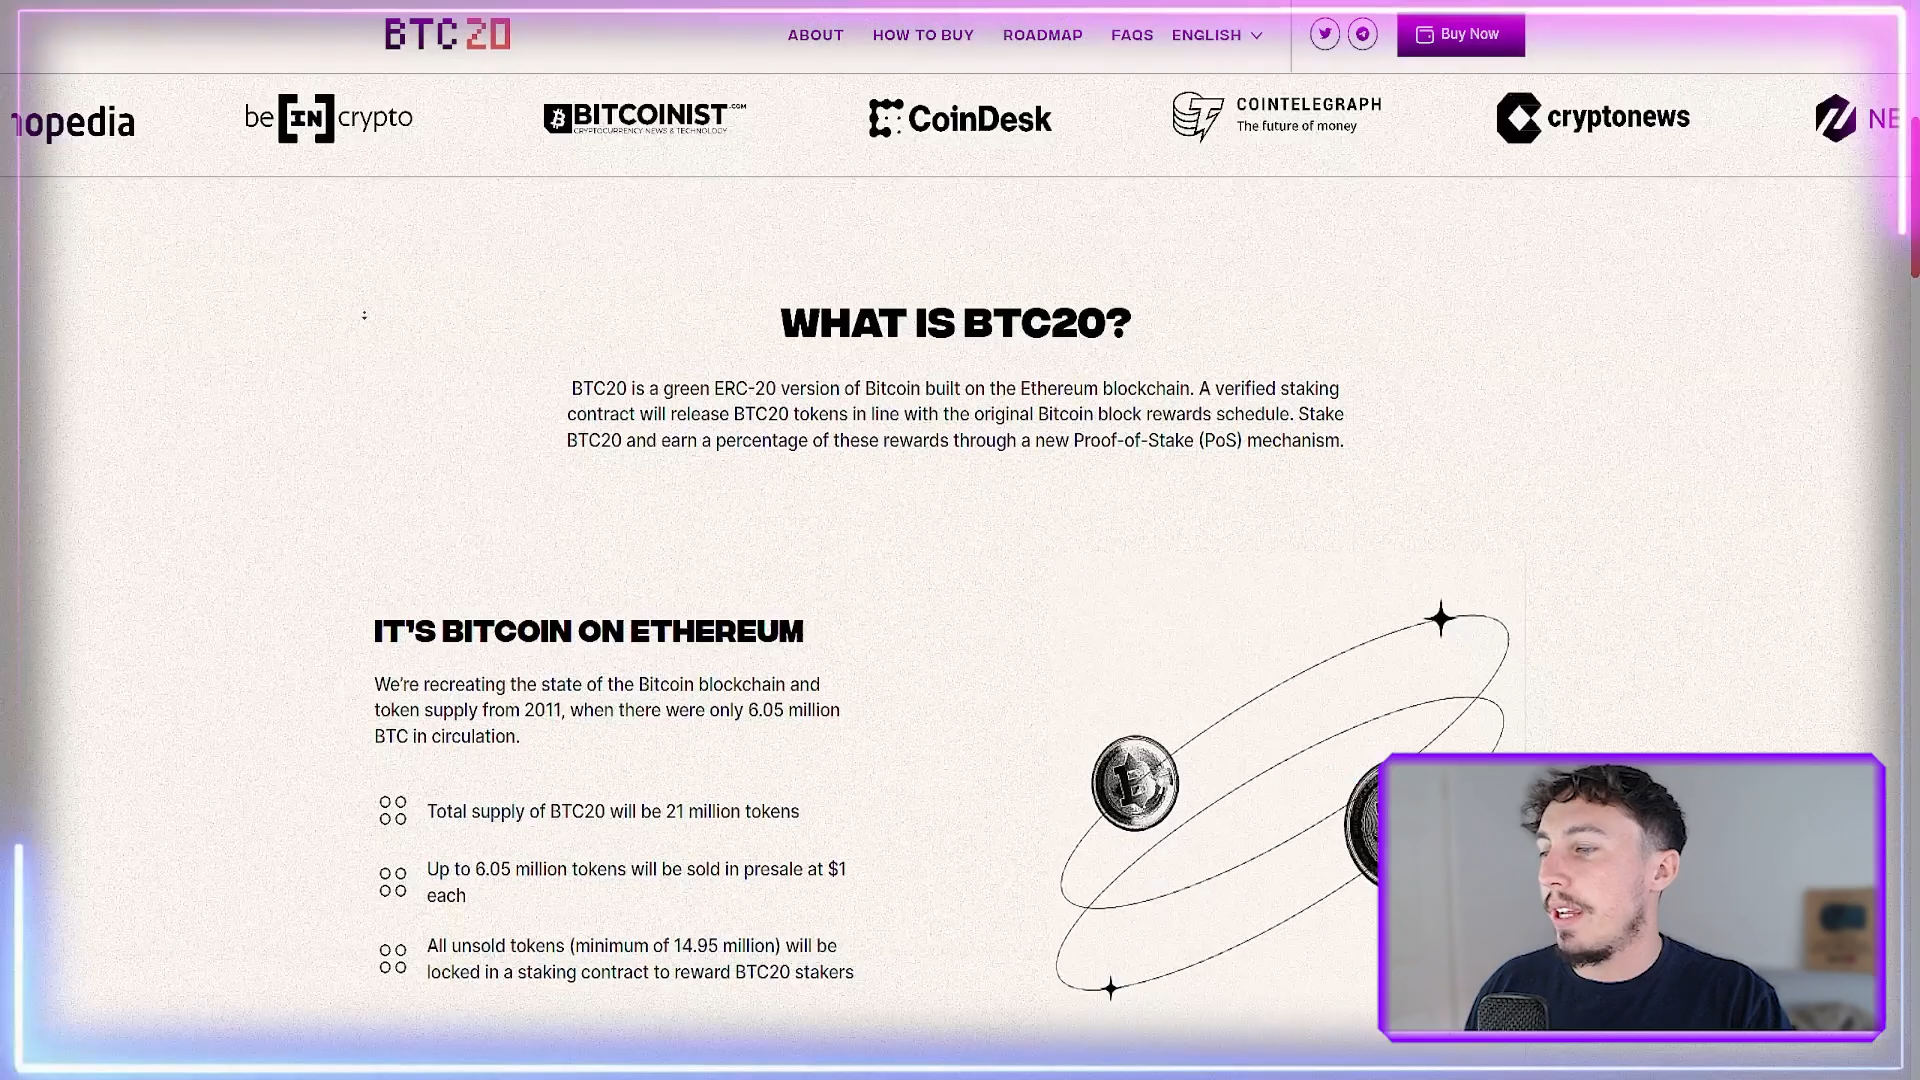 BTC20
ABOUT
HOW TO BUY
ROADMAP
FAQS
ENGLISH
Buy Now
nopedia
be[IN]crypto
BITCOINIST.COM
CRYPTOCURRENCY NEWS & TECHNOLOGY
CoinDesk
COINTELEGRAPH
The future of money
cryptonews
NE
WHAT IS BTC20?
BTC20 is a green ERC-20 version of Bitcoin built on the Ethereum blockchain. A verified staking
contract will release BTC20 tokens in line with the original Bitcoin block rewards schedule. Stake
BTC20 and earn a percentage of these rewards through a new Proof-of-Stake (PoS) mechanism.
IT'S BITCOIN ON ETHEREUM
We're recreating the state of the Bitcoin blockchain and
token supply from 2011, when there were only 6.05 million
BTC in circulation.
Total supply of BTC20 will be 21 million tokens
Up to 6.05 million tokens will be sold in presale at $1
each
All unsold tokens (minimum of 14.95 million) will be
locked in a staking contract to reward BTC20 stakers